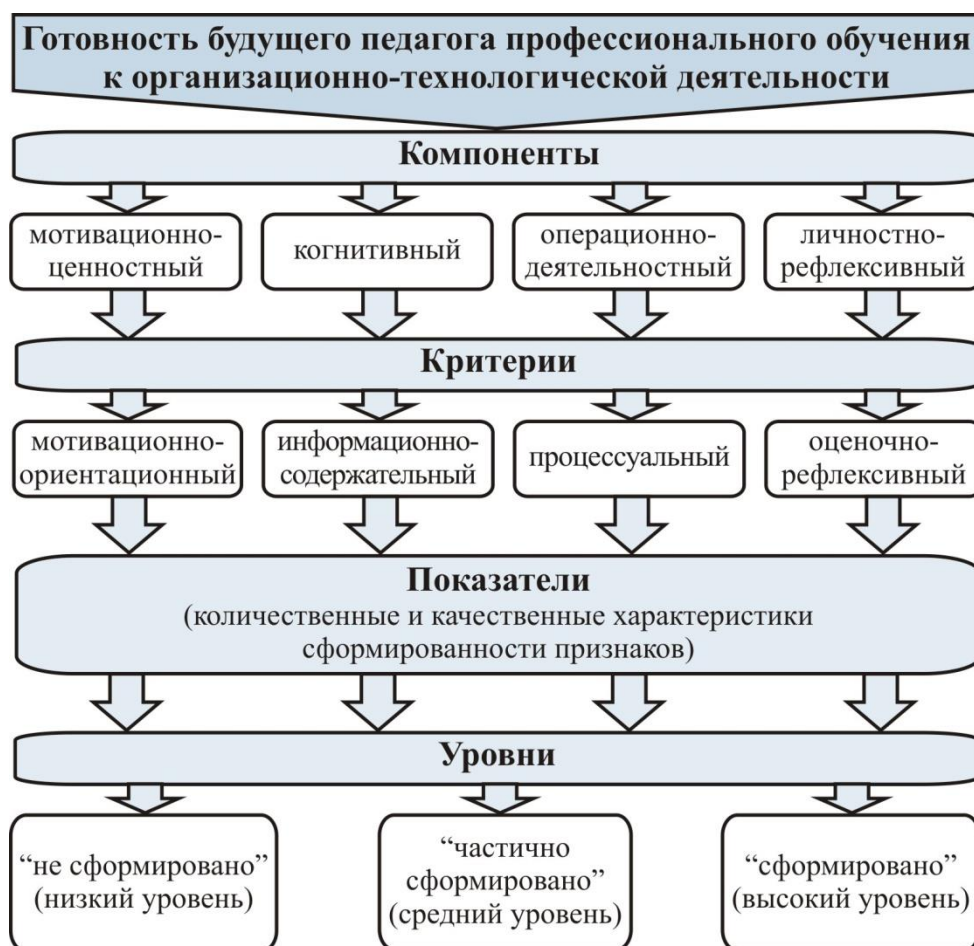 Готовность будущего педагога профессионального обучения
к организационно-технологической деятельности
Компоненты
мотивационно-
ценностный
когнитивный
операционно-
деятельностный
личностно-
рефлексивный
Критерии
мотивационно-
ориентационный
информационно-
содержательный
процессуальный
оценочно-
рефлексивный
Показатели
(количественные и качественные характеристики
сформированности признаков)
Уровни
“не сформировано”
(низкий уровень)
“частично
сформировано”
(средний уровень)
“сформировано”
(высокий уровень)